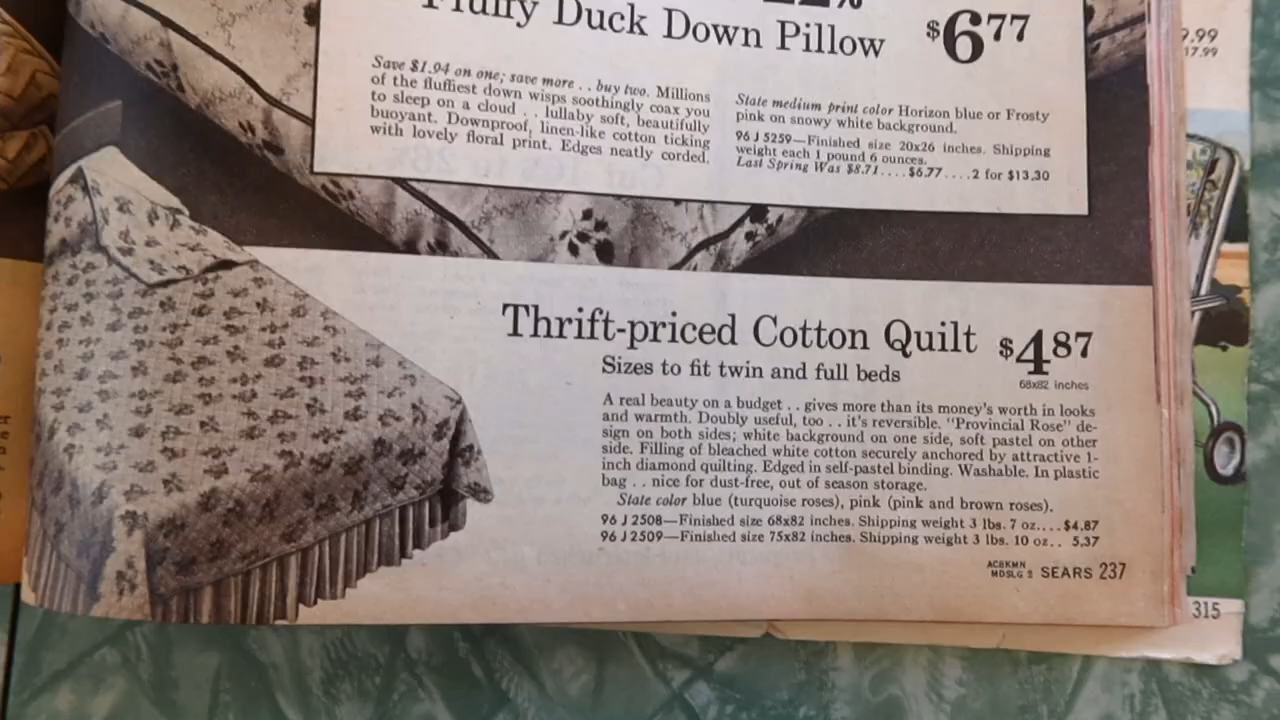 22%
Fluffy Duck Down Pillow $6.77
Save $1.94 on one; save more . . buy two. Millions
of the fluffiest down wisps soothingly coax you
to sleep on a cloud . . lullaby soft, beautifully
buoyant. Downproof, linen-like cotton ticking
with lovely floral print. Edges neatly corded.
State medium print color Horizon blue or Frosty
pink on snowy white background.
96 J 5259—Finished size 20x26 inches. Shipping
weight each 1 pound 6 ounces.
Last Spring Was $8.71....$6.77....2 for $13.30
9.99
17.99
Thrift-priced Cotton Quilt $4 87
Sizes to fit twin and full beds
68x82 inches
A real beauty on a budget . . gives more than its money's worth in looks
and warmth. Doubly useful, too . . it's reversible. "Provincial Rose" de-
sign on both sides; white background on one side, soft pastel on other
side. Filling of bleached white cotton securely anchored by attractive 1-
inch diamond quilting. Edged in self-pastel binding. Washable. In plastic
bag . . nice for dust-free, out of season storage.
State color blue (turquoise roses), pink (pink and brown roses).
96 J 2508—Finished size 68x82 inches. Shipping weight 3 lbs. 7 oz....$4.87
96 J 2509—Finished size 75x82 inches. Shipping weight 3 lbs. 10 oz.. 5.37
ACBKMN
MDSLG 2 SEARS 237
315